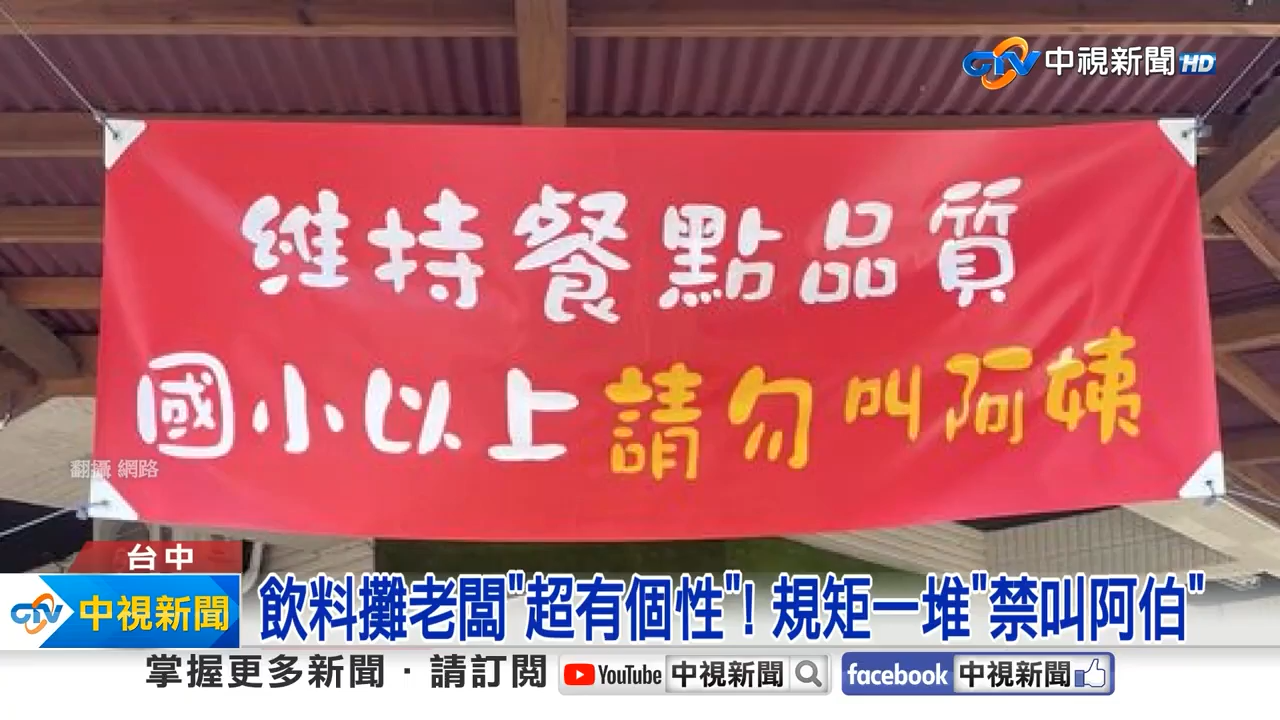 CTV 中視新聞 HD
維持餐點品質
國小以上請勿叫阿姨
翻攝 網路
台中
CTV 中視新聞
飲料攤老闆"超有個性"! 規矩一堆"禁叫阿伯"
掌握更多新聞．請訂閱 YouTube 中視新聞 facebook 中視新聞